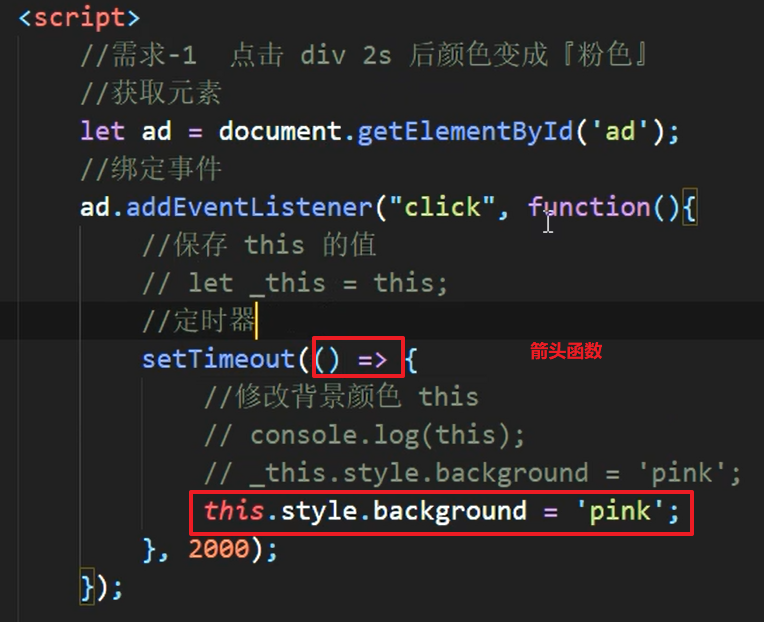 <script>
//需求-1  点击 div 2s 后颜色变成『粉色』
//获取元素
let ad = document.getElementById('ad');
//绑定事件
ad.addEventListener("click", function(){
//保存 this 的值
// let _this = this;
//定时器
setTimeout(() => {
箭头函数
//修改背景颜色 this
// console.log(this);
// _this.style.background = 'pink';
this.style.background = 'pink';
}, 2000);
});